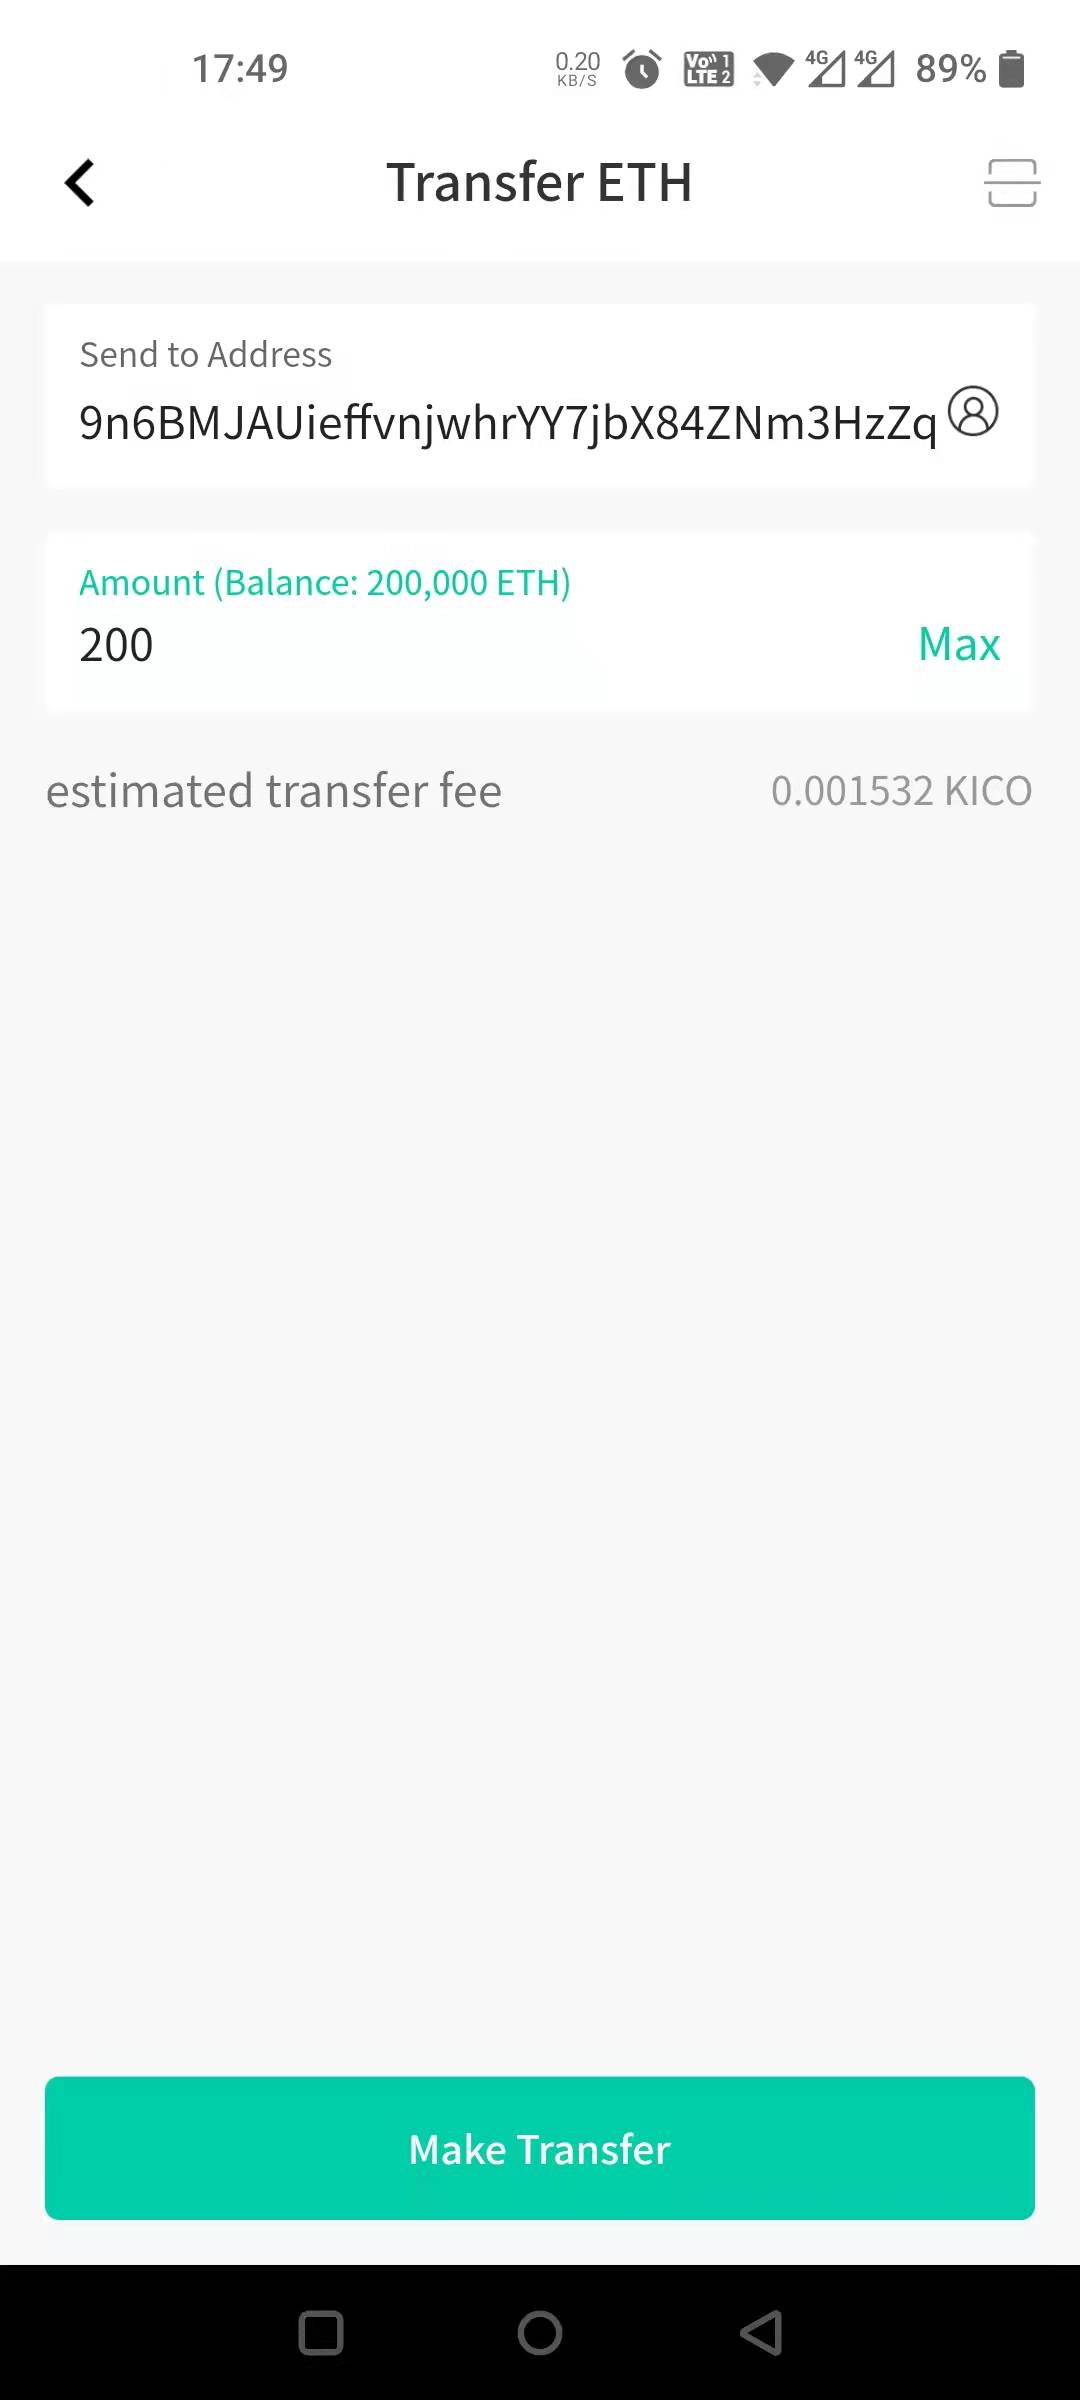 17:49 0.20 KB/S Vo 1 LTE 2 4G 4G 89%
Transfer ETH
Send to Address
9n6BMJAUieffvnjwhrYY7jbX84ZNm3HzZq
Amount (Balance: 200,000 ETH)
200 Max
estimated transfer fee 0.001532 KICO
Make Transfer